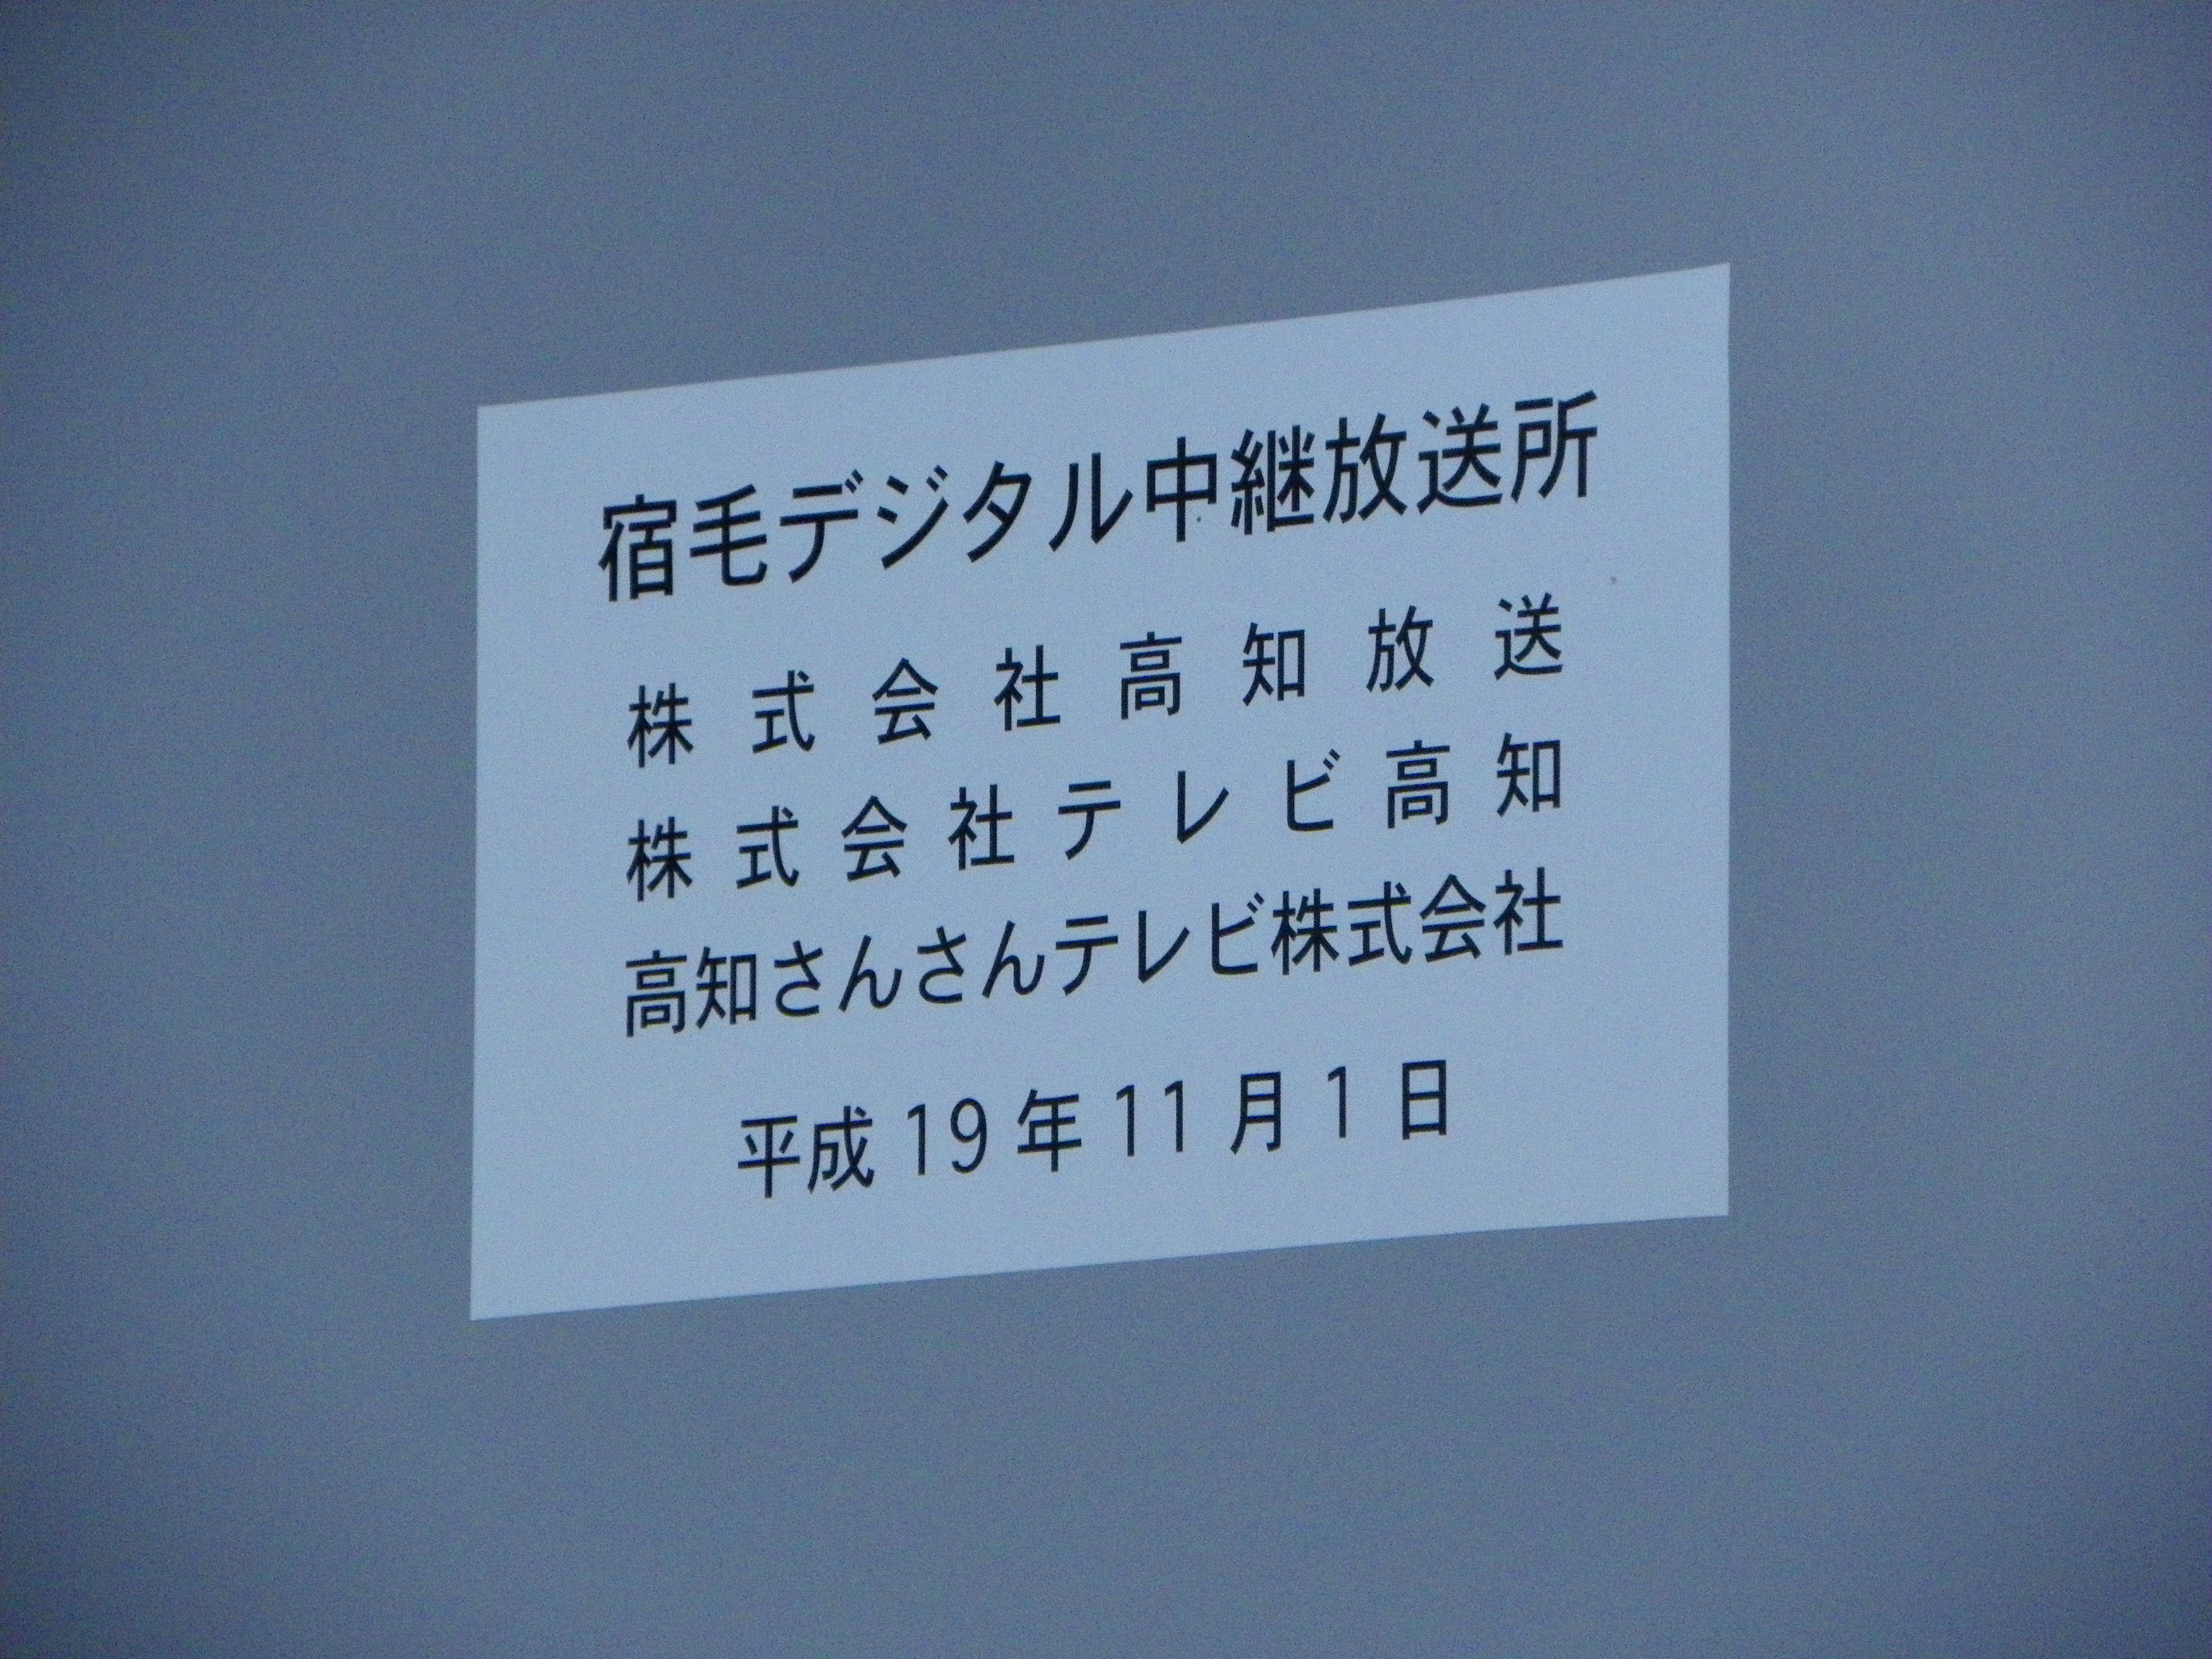 宿毛デジタル中継放送所
株式会社高知放送
株式会社テレビ高知
高知さんさんテレビ株式会社
平成19年11月1日